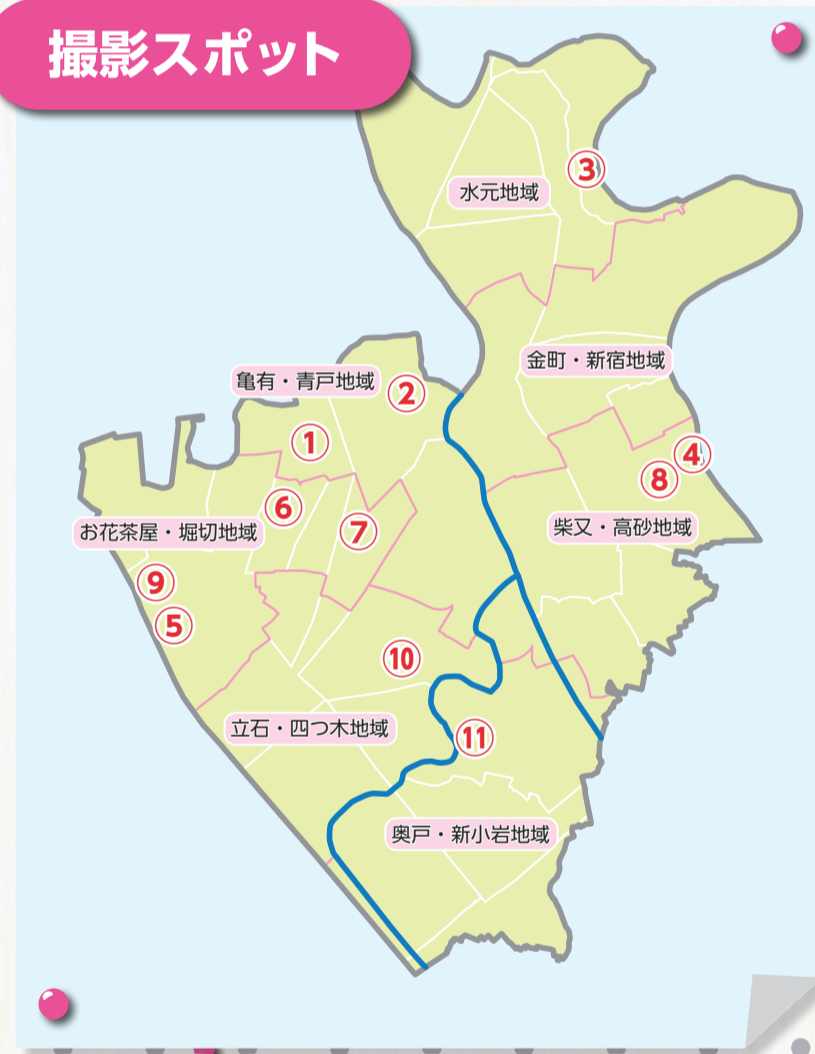 撮影スポット
③
水元地域
金町・新宿地域
亀有・青戸地域
②
①
④
⑧
⑥
⑦
お花茶屋・堀切地域
柴又・高砂地域
⑨
⑤
⑩
立石・四つ木地域
⑪
奥戸・新小岩地域